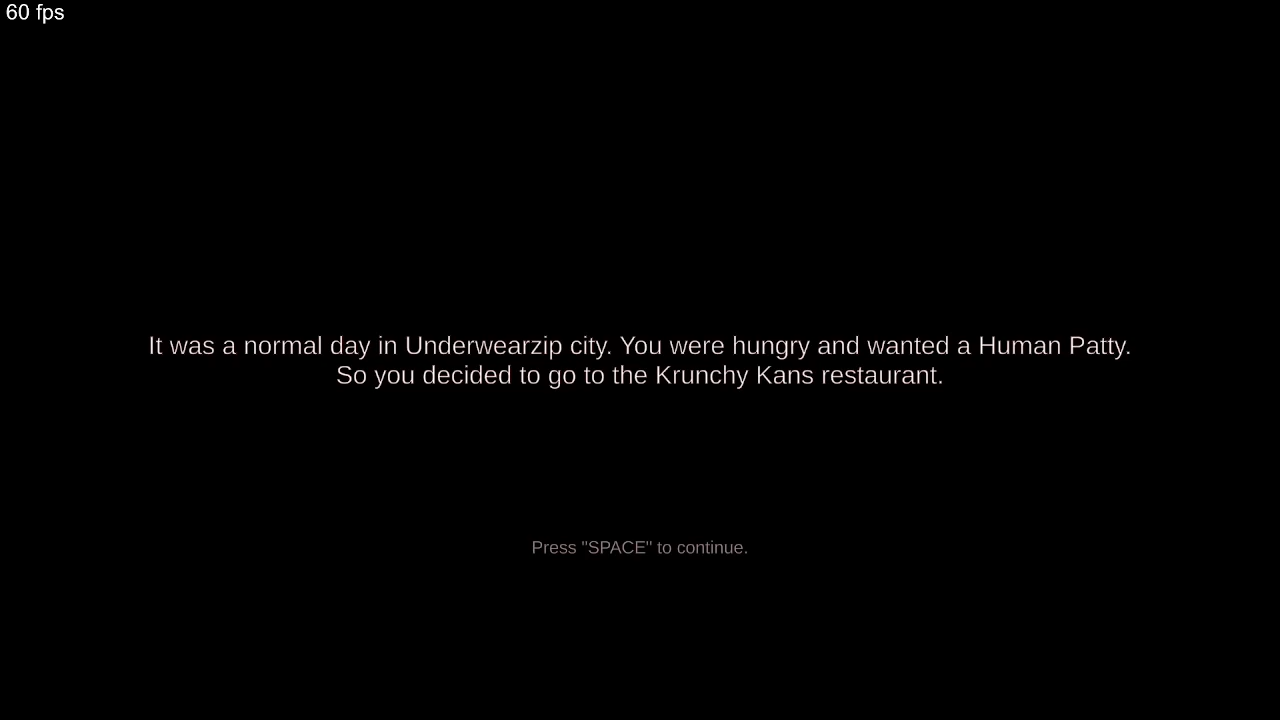 60 fps
It was a normal day in Underwearzip city. You were hungry and wanted a Human Patty.
So you decided to go to the Krunchy Kans restaurant.
Press "SPACE" to continue.